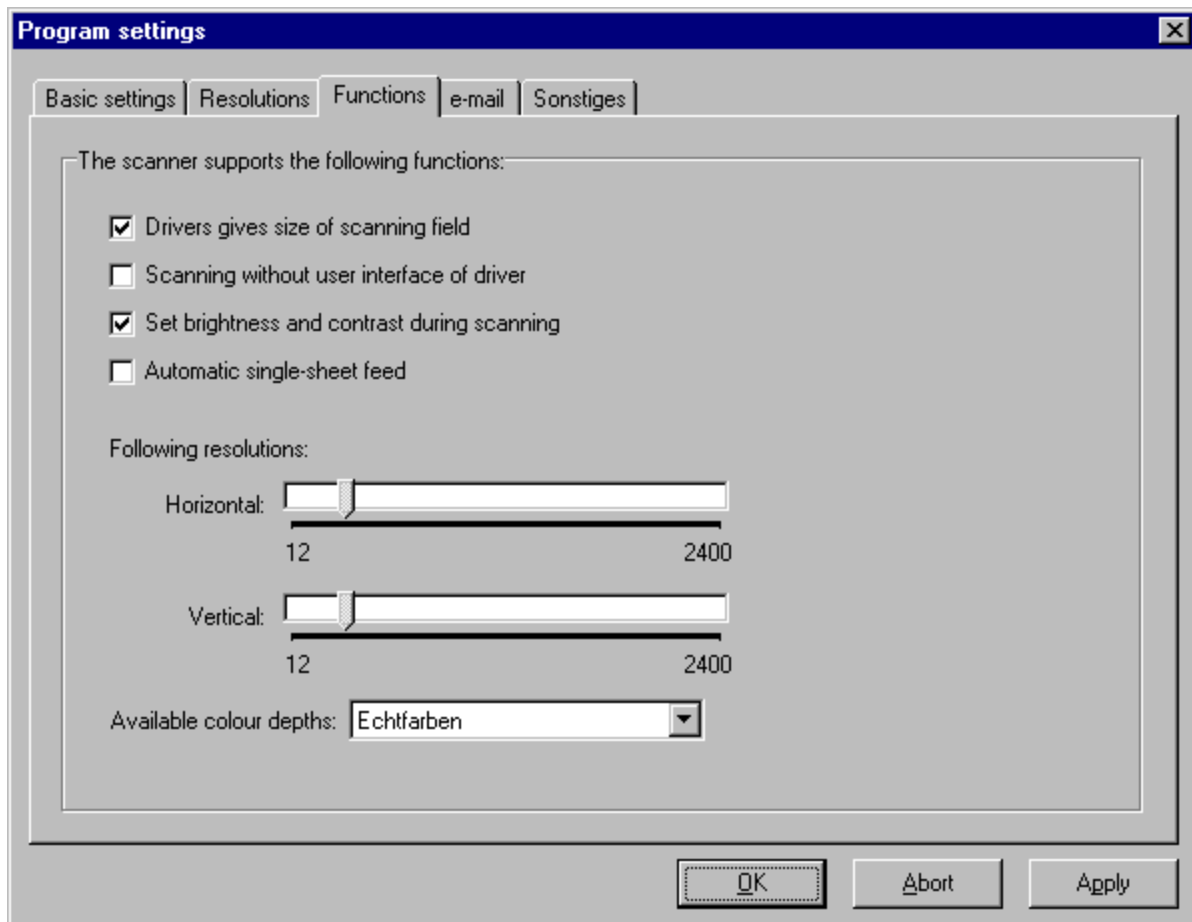 Program settings
Basic settings Resolutions Functions e-mail Sonstiges
The scanner supports the following functions:
Drivers gives size of scanning field
Scanning without user interface of driver
Set brightness and contrast during scanning
Automatic single-sheet feed
Following resolutions:
Horizontal:
12 2400
Vertical:
12 2400
Available colour depths: Echtfarben
OK Abort Apply